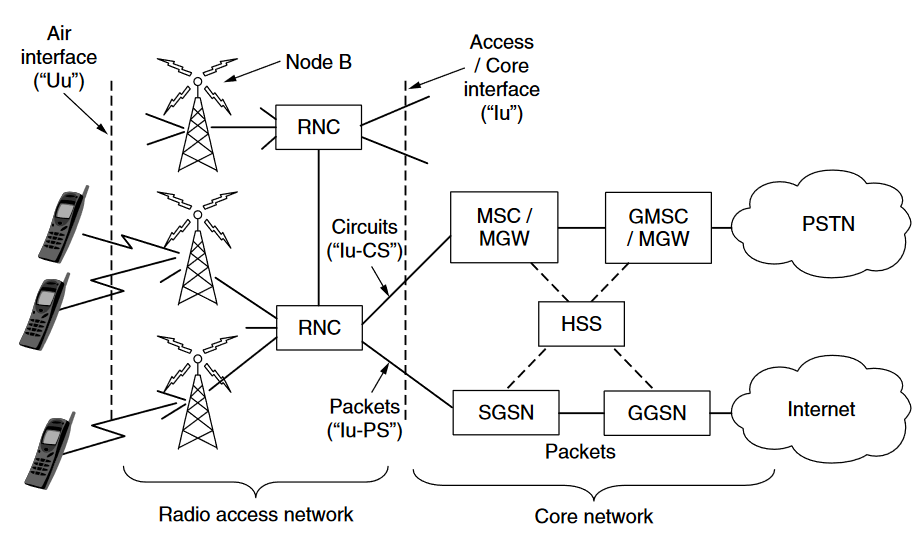 Air
interface
(“Uu”)
Node B
Access
/ Core
interface
(“Iu”)
RNC
Circuits
(“Iu-CS”)
MSC /
MGW
GMSC
/ MGW
PSTN
RNC
HSS
Packets
(“Iu-PS”)
SGSN
GGSN
Internet
Packets
Radio access network
Core network